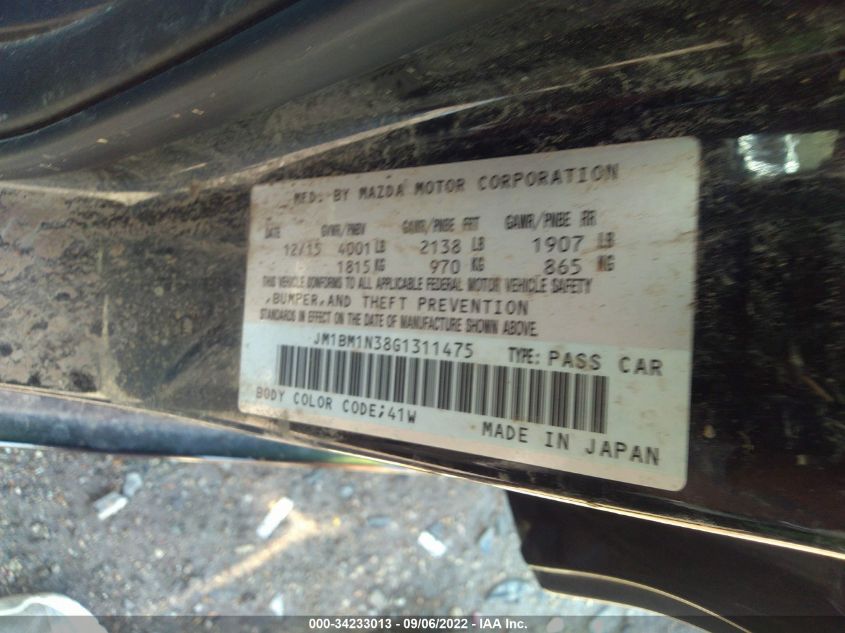 MFD. BY MAZDA MOTOR CORPORATION
DATE GVWR/PNBV GAWR/PNBE FRT GAWR/PNBE RR
12/15 4001 LB 2138 LB 1907 LB
1815 KG 970 KG 865 KG
THIS VEHICLE CONFORMS TO ALL APPLICABLE FEDERAL MOTOR VEHICLE SAFETY
,BUMPER,AND THEFT PREVENTION
STANDARDS IN EFFECT ON THE DATE OF MANUFACTURE SHOWN ABOVE.
JM1BM1N38G1311475 TYPE: PASS CAR
BODY COLOR CODE;41W
MADE IN JAPAN
000-34233013 - 09/06/2022 - IAA Inc.